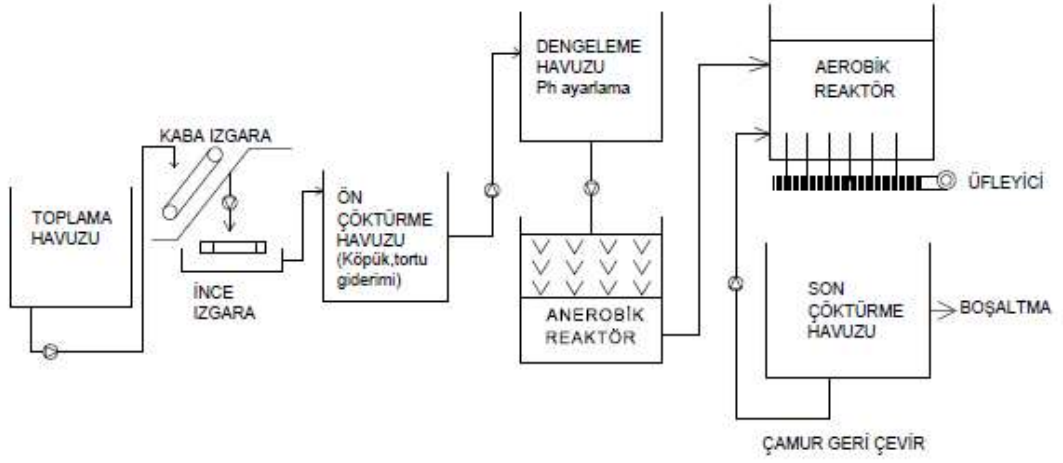 TOPLAMA
HAVUZU
KABA IZGARA
İNCE
IZGARA
ÖN
ÇÖKTÜRME
HAVUZU
(Köpük,tortu
giderimi)
DENGELEME
HAVUZU
Ph ayarlama
ANEROBİK
REAKTÖR
AEROBİK
REAKTÖR
ÜFLEYİCİ
SON
ÇÖKTÜRME
HAVUZU
BOŞALTMA
ÇAMUR GERİ ÇEVİR